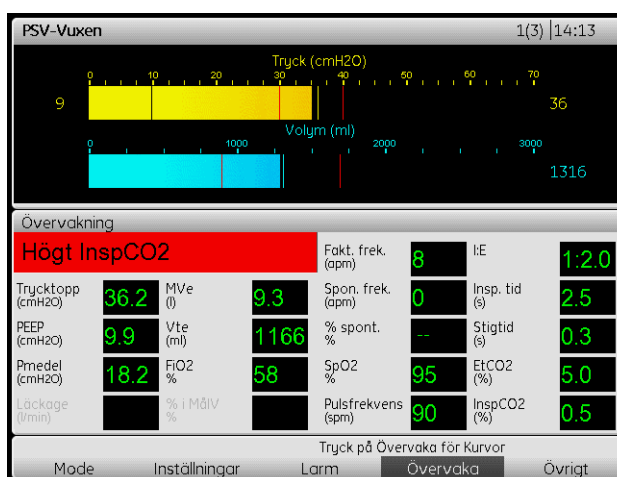 PSV-Vuxen 1(3) |14:13
Tryck (cmH2O)
0 10 20 30 40 50 60 70
9 36
Volym (ml)
0 1000 2000 3000
1316
Övervakning
Högt InspCO2
Fakt. frek. (apm) 8 I:E 1:2.0
Trycktopp (cmH2O) 36.2 MVe (l) 9.3 Spon. frek. (apm) 0 Insp. tid (s) 2.5
PEEP (cmH2O) 9.9 Vte (ml) 1166 % spont. % -- Stigtid (s) 0.3
Pmedel (cmH2O) 18.2 FiO2 % 58 SpO2 % 95 EtCO2 (%) 5.0
Läckage (l/min) % i MålV % Pulsfrekvens (spm) 90 InspCO2 (%) 0.5
Tryck på Övervaka för Kurvor
Mode Inställningar Larm Övervaka Övrigt